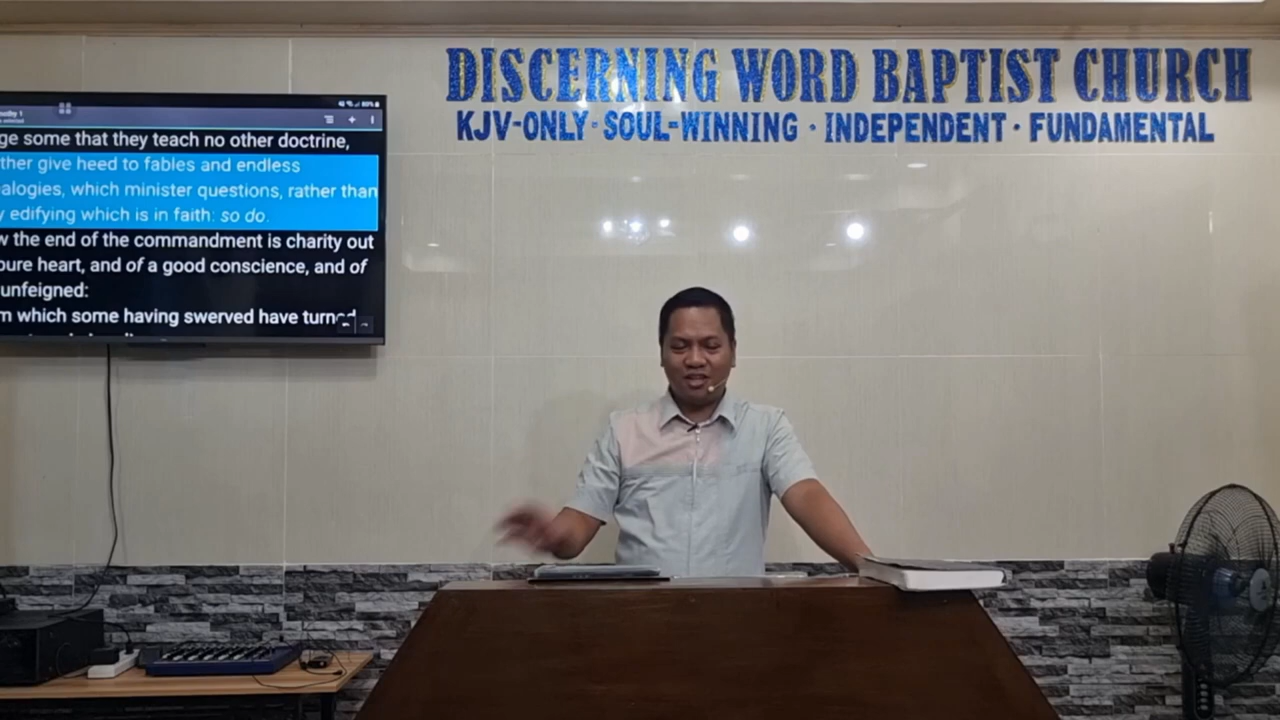 DISCERNING WORD BAPTIST CHURCH
KJV-ONLY · SOUL-WINNING · INDEPENDENT · FUNDAMENTAL
80%
othy 1
ge some that they teach no other doctrine,
ther give heed to fables and endless
alogies, which minister questions, rather than
y edifying which is in faith: so do.
w the end of the commandment is charity out
pure heart, and of a good conscience, and of
unfeigned:
m which some having swerved have turned